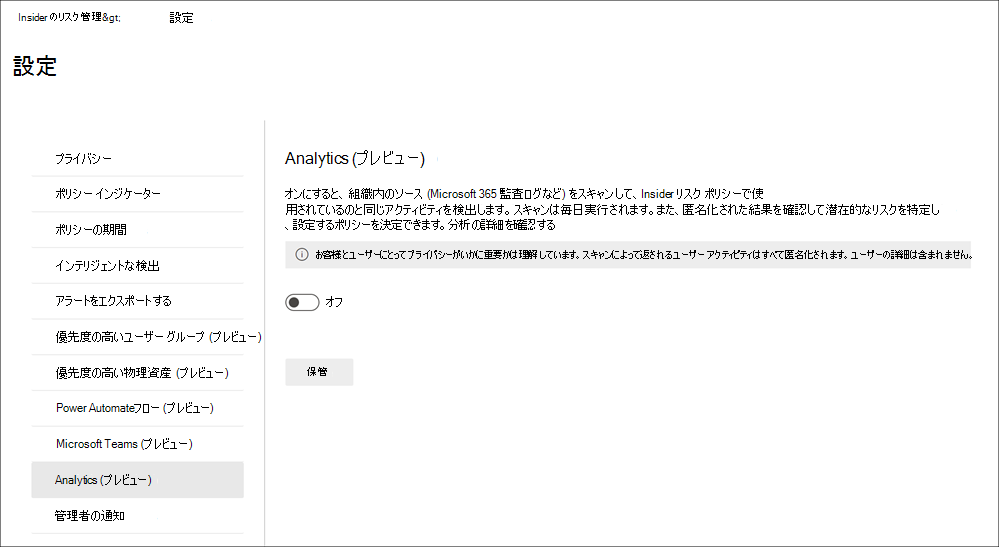 Insider のリスク管理&gt; 設定
設定
プライバシー
ポリシー インジケーター
ポリシーの期間
インテリジェントな検出
アラートをエクスポートする
優先度の高いユーザー グループ (プレビュー)
優先度の高い物理資産 (プレビュー)
Power Automateフロー (プレビュー)
Microsoft Teams (プレビュー)
Analytics (プレビュー)
管理者の通知
Analytics (プレビュー)
オンにすると、組織内のソース (Microsoft 365 監査ログなど) をスキャンして、Insider リスク ポリシーで使
用されているのと同じアクティビティを検出します。スキャンは毎日実行されます。また、匿名化された結果を確認して潜在的なリスクを特定し
、設定するポリシーを決定できます。分析の詳細を確認する
お客様とユーザーにとってプライバシーがいかに重要かは理解しています。スキャンによって返されるユーザー アクティビティはすべて匿名化されます。ユーザーの詳細は含まれません。
オフ
保管